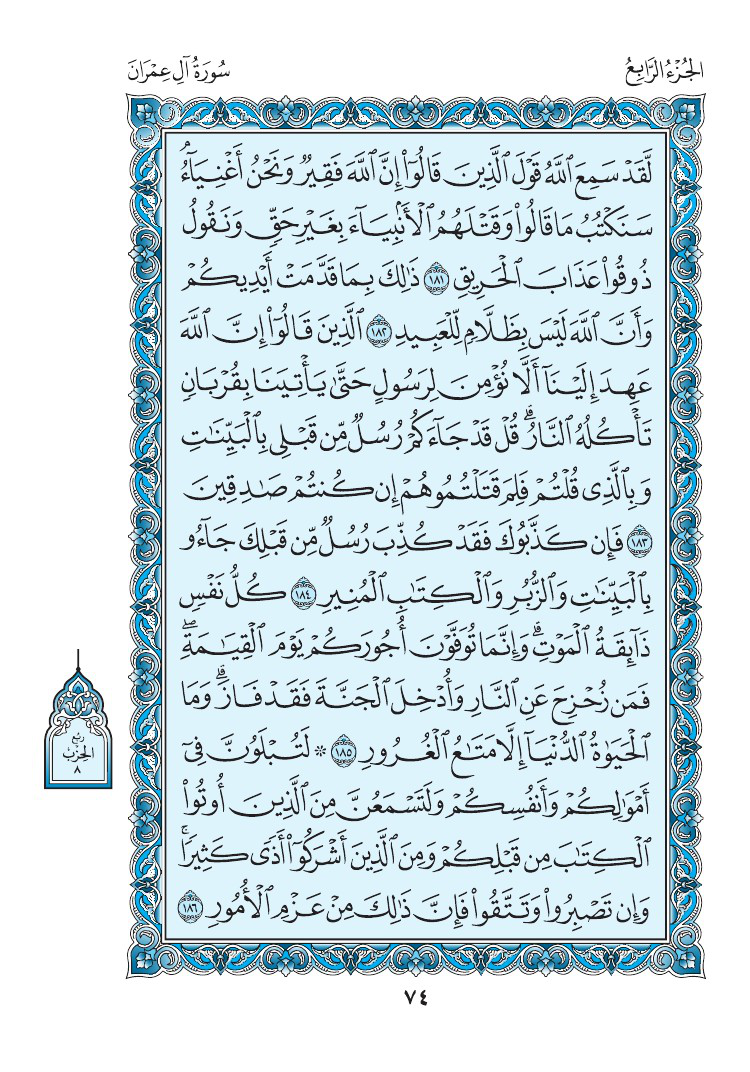 الجُزْءُ الرَّابِعُ
سُورَةُ آلِ عِمْرَانَ
لَّقَدْ سَمِعَ ٱللَّهُ قَوْلَ ٱلَّذِينَ قَالُوٓا۟ إِنَّ ٱللَّهَ فَقِيرٌ وَنَحْنُ أَغْنِيَآءُ ۘ
سَنَكْتُبُ مَا قَالُوا۟ وَقَتْلَهُمُ ٱلْأَنۢبِيَآءَ بِغَيْرِ حَقٍّ وَنَقُولُ
ذُوقُوا۟ عَذَابَ ٱلْحَرِيقِ ١٨١ ذَٰلِكَ بِمَا قَدَّمَتْ أَيْدِيكُمْ
وَأَنَّ ٱللَّهَ لَيْسَ بِظَلَّامٍ لِّلْعَبِيدِ ١٨٢ ٱلَّذِينَ قَالُوٓا۟ إِنَّ ٱللَّهَ
عَهِدَ إِلَيْنَآ أَلَّا نُؤْمِنَ لِرَسُولٍ حَتَّىٰ يَأْتِيَنَا بِقُرْبَانٍ
تَأْكُلُهُ ٱلنَّارُ ۗ قُلْ قَدْ جَآءَكُمْ رُسُلٌ مِّن قَبْلِى بِٱلْبَيِّنَٰتِ
وَبِٱلَّذِى قُلْتُمْ فَلِمَ قَتَلْتُمُوهُمْ إِن كُنتُمْ صَٰدِقِينَ
١٨٣ فَإِن كَذَّبُوكَ فَقَدْ كُذِّبَ رُسُلٌ مِّن قَبْلِكَ جَآءُو
بِٱلْبَيِّنَٰتِ وَٱلزُّبُرِ وَٱلْكِتَٰبِ ٱلْمُنِيرِ ١٨٤ كُلُّ نَفْسٍ
ذَآئِقَةُ ٱلْمَوْتِ ۗ وَإِنَّمَا تُوَفَّوْنَ أُجُورَكُمْ يَوْمَ ٱلْقِيَٰمَةِ ۖ
فَمَن زُحْزِحَ عَنِ ٱلنَّارِ وَأُدْخِلَ ٱلْجَنَّةَ فَقَدْ فَازَ ۗ وَمَا
ٱلْحَيَوٰةُ ٱلدُّنْيَآ إِلَّا مَتَٰعُ ٱلْغُرُورِ ١٨٥ * لَتُبْلَوُنَّ فِىٓ
أَمْوَٰلِكُمْ وَأَنفُسِكُمْ وَلَتَسْمَعُنَّ مِنَ ٱلَّذِينَ أُوتُوا۟
ٱلْكِتَٰبَ مِن قَبْلِكُمْ وَمِنَ ٱلَّذِينَ أَشْرَكُوٓا۟ أَذًى كَثِيرًا ۚ
وَإِن تَصْبِرُوا۟ وَتَتَّقُوا۟ فَإِنَّ ذَٰلِكَ مِنْ عَزْمِ ٱلْأُمُورِ ١٨٦
رُبْع
الحِزْب
٨
٧٤